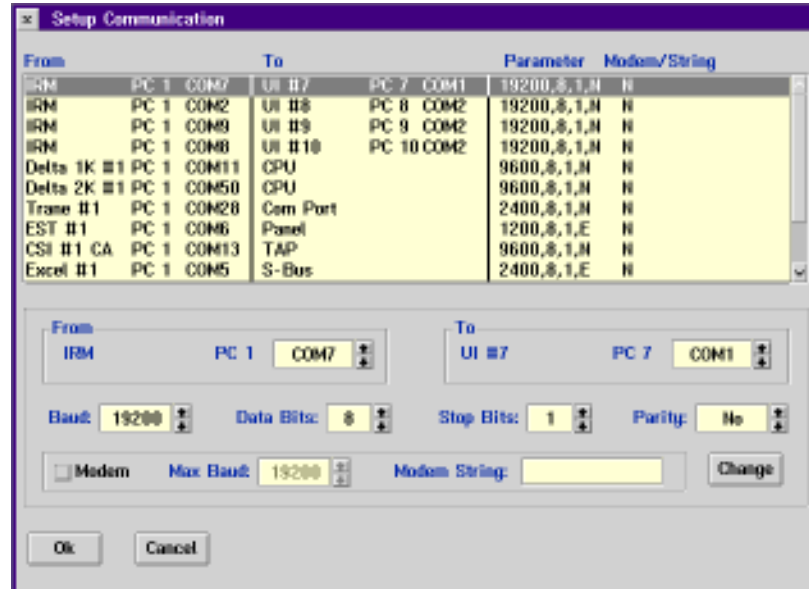 Setup Communication
From To Parameter Modem/String
IRM PC 1 COM7 UI #7 PC 7 COM1 19200,8,1,N N
IRM PC 1 COM2 UI #8 PC 8 COM2 19200,8,1,N N
IRM PC 1 COM9 UI #9 PC 9 COM2 19200,8,1,N N
IRM PC 1 COM8 UI #10 PC 10 COM2 19200,8,1,N N
Delta 1K #1 PC 1 COM11 CPU 9600,8,1,N N
Delta 2K #1 PC 1 COM50 CPU 9600,8,1,N N
Trane #1 PC 1 COM28 Com Port 2400,8,1,N N
EST #1 PC 1 COM6 Panel 1200,8,1,E N
CSI #1 CA PC 1 COM13 TAP 9600,8,1,N N
Excel #1 PC 1 COM5 S-Bus 2400,8,1,E N
From To
IRM PC 1 COM7 UI #7 PC 7 COM1
Baud: 19200 Data Bits: 8 Stop Bits: 1 Parity: No
Modem Max Baud: 19200 Modem String: Change
Ok Cancel